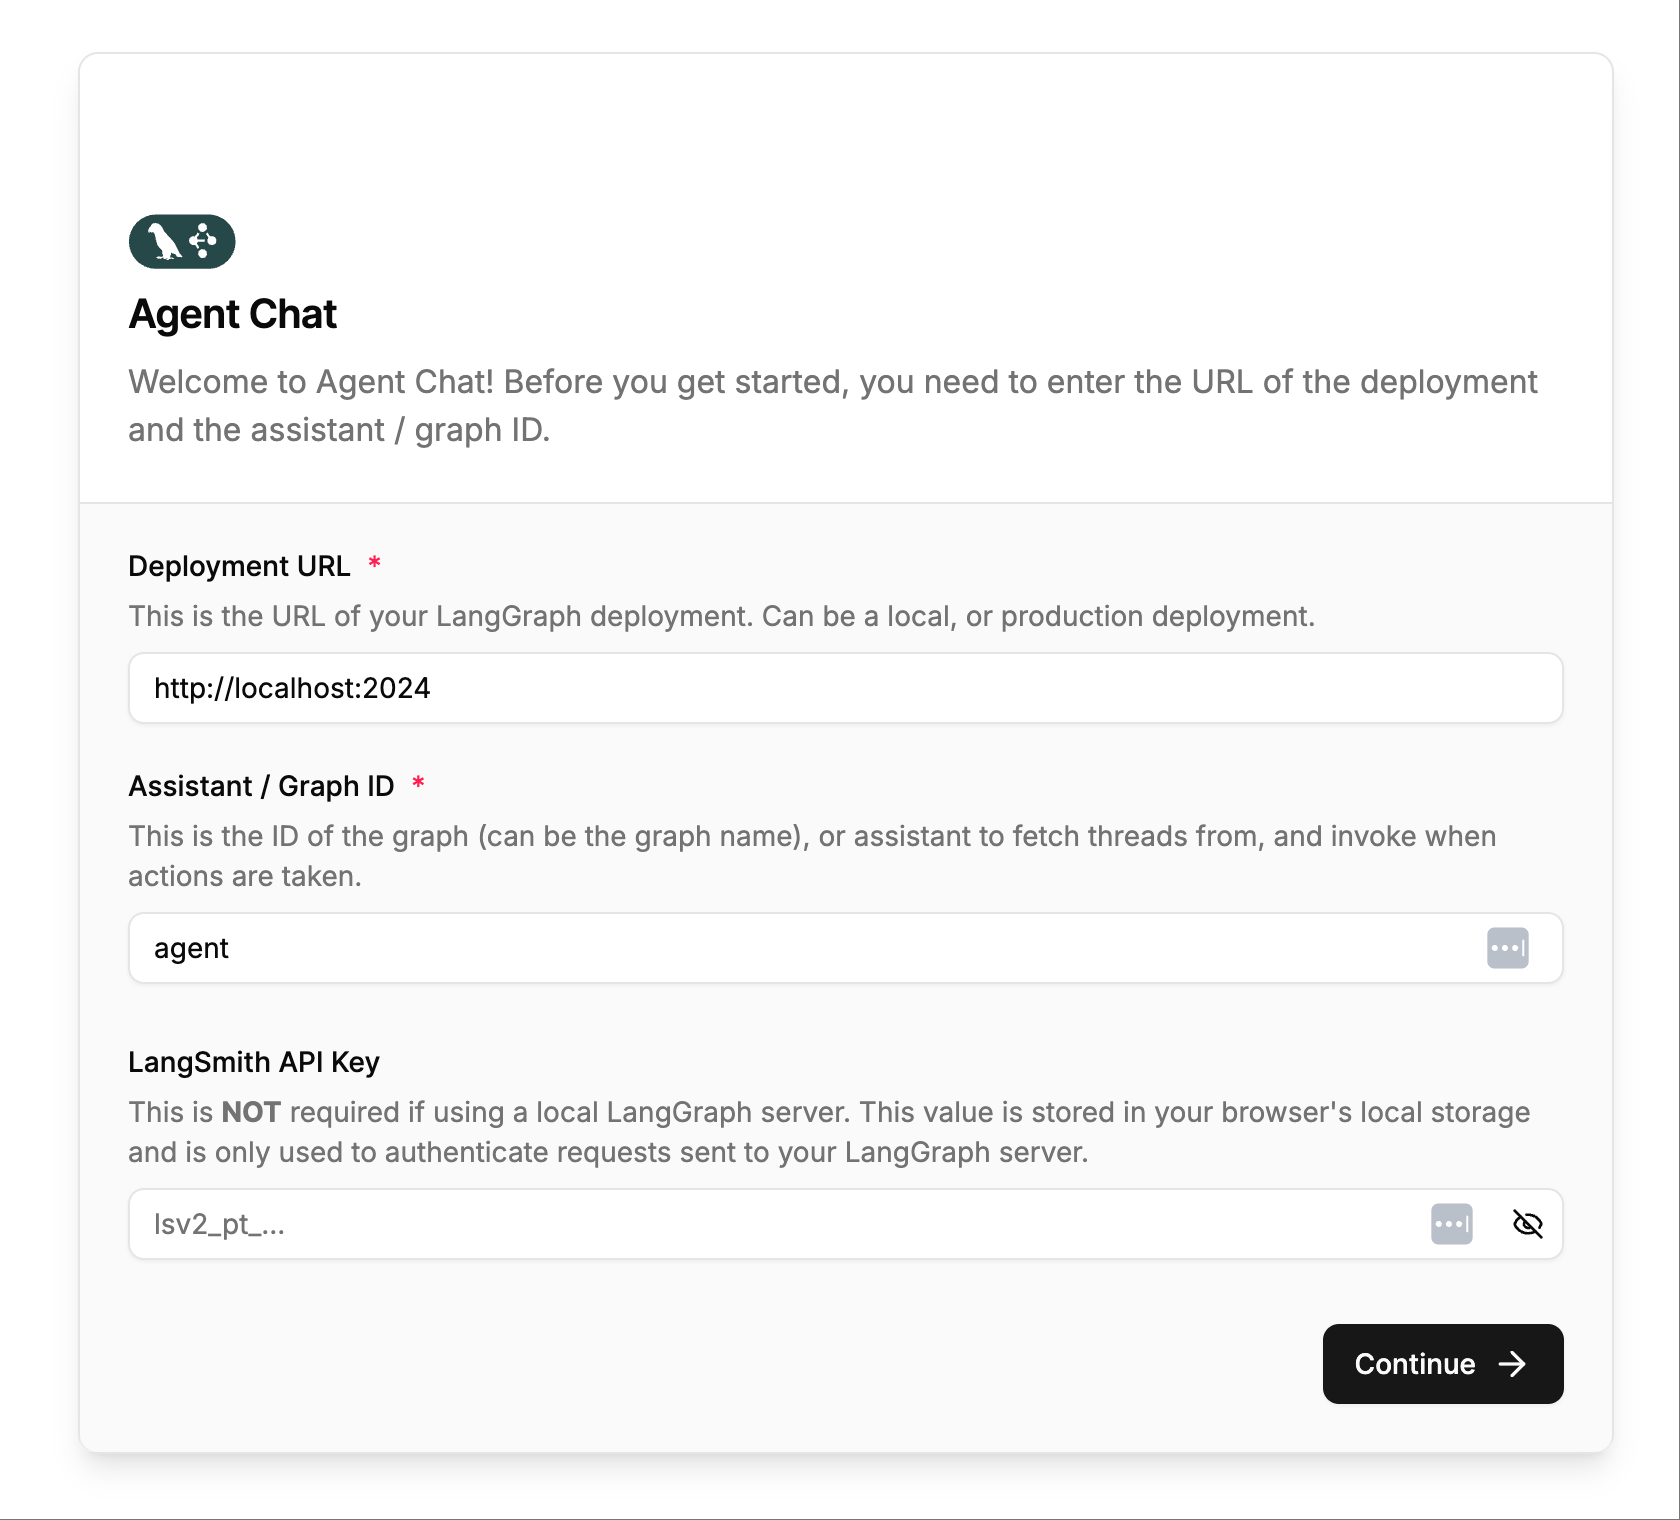 Agent Chat
Welcome to Agent Chat! Before you get started, you need to enter the URL of the deployment
and the assistant / graph ID.
Deployment URL *
This is the URL of your LangGraph deployment. Can be a local, or production deployment.
http://localhost:2024
Assistant / Graph ID *
This is the ID of the graph (can be the graph name), or assistant to fetch threads from, and invoke when
actions are taken.
agent
LangSmith API Key
This is NOT required if using a local LangGraph server. This value is stored in your browser's local storage
and is only used to authenticate requests sent to your LangGraph server.
lsv2_pt_...
Continue